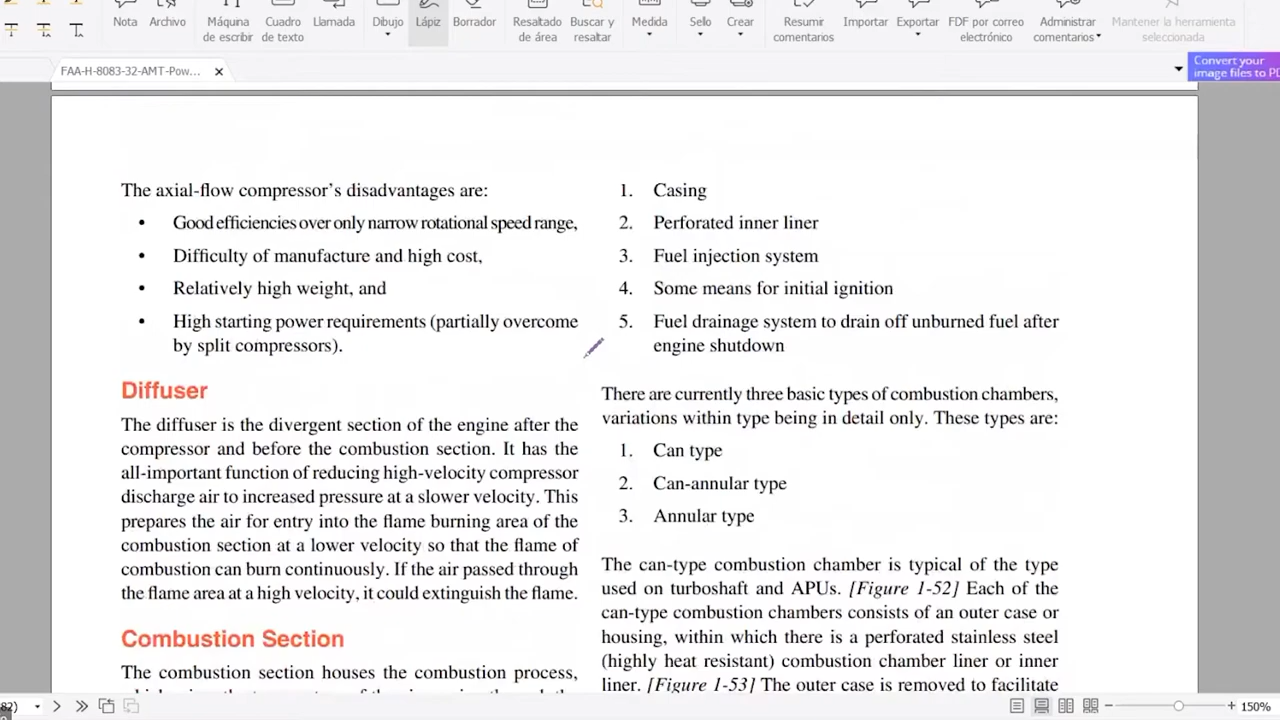 Nota
Archivo
Máquina
de escribir
Cuadro
de texto
Llamada
Dibujo
Lápiz
Borrador
Resaltado
de área
Buscar y
resaltar
Medida
Sello
Crear
Resumir
comentarios
Importar
Exportar
FDF por correo
electrónico
Administrar
comentarios
Mantener la herramienta
seleccionada
FAA-H-8083-32-AMT-Pow...
Convert your
image files to PD
The axial-flow compressor's disadvantages are:
• Good efficiencies over only narrow rotational speed range,
• Difficulty of manufacture and high cost,
• Relatively high weight, and
• High starting power requirements (partially overcome
by split compressors).
Diffuser
The diffuser is the divergent section of the engine after the
compressor and before the combustion section. It has the
all-important function of reducing high-velocity compressor
discharge air to increased pressure at a slower velocity. This
prepares the air for entry into the flame burning area of the
combustion section at a lower velocity so that the flame of
combustion can burn continuously. If the air passed through
the flame area at a high velocity, it could extinguish the flame.
Combustion Section
The combustion section houses the combustion process,
1. Casing
2. Perforated inner liner
3. Fuel injection system
4. Some means for initial ignition
5. Fuel drainage system to drain off unburned fuel after
engine shutdown
There are currently three basic types of combustion chambers,
variations within type being in detail only. These types are:
1. Can type
2. Can-annular type
3. Annular type
The can-type combustion chamber is typical of the type
used on turboshaft and APUs. [Figure 1-52] Each of the
can-type combustion chambers consists of an outer case or
housing, within which there is a perforated stainless steel
(highly heat resistant) combustion chamber liner or inner
liner. [Figure 1-53] The outer case is removed to facilitate
82)
150%